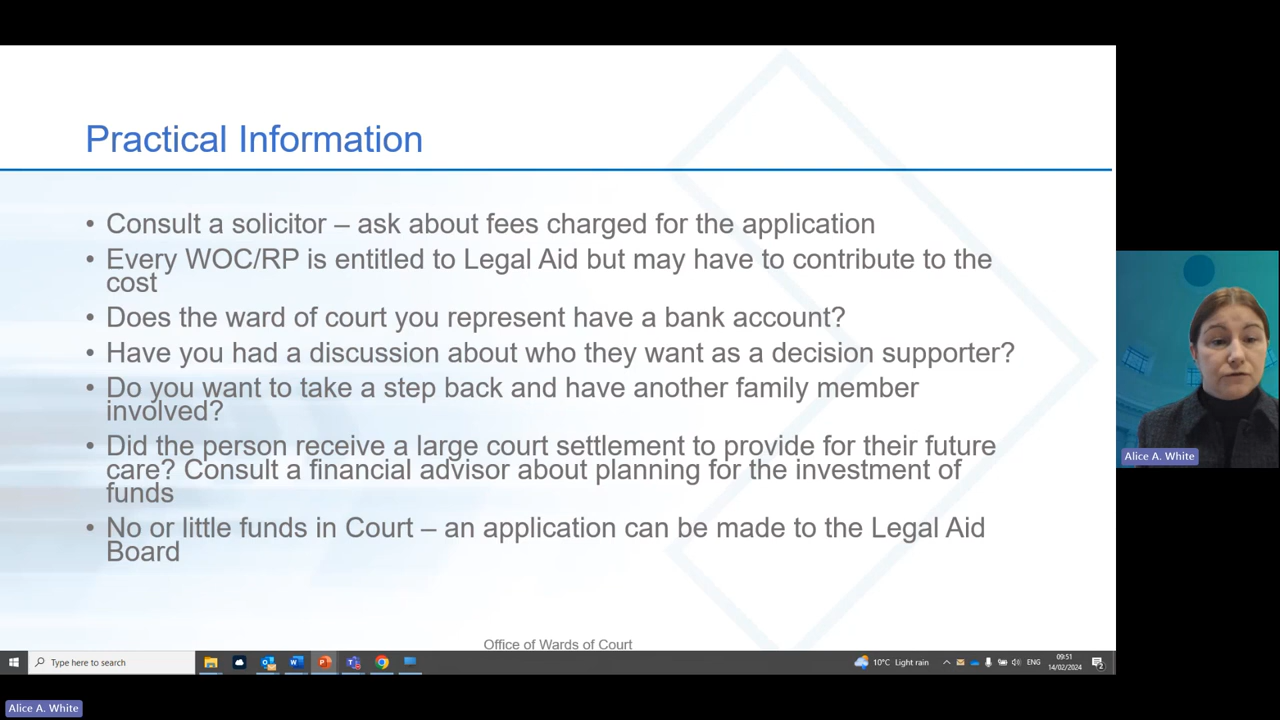 Practical Information
• Consult a solicitor – ask about fees charged for the application
• Every WOC/RP is entitled to Legal Aid but may have to contribute to the
cost
• Does the ward of court you represent have a bank account?
• Have you had a discussion about who they want as a decision supporter?
• Do you want to take a step back and have another family member
involved?
• Did the person receive a large court settlement to provide for their future
care? Consult a financial advisor about planning for the investment of
funds
• No or little funds in Court – an application can be made to the Legal Aid
Board
Office of Wards of Court
Alice A. White
Type here to search
10°C Light rain
ENG
09:51
14/02/2024
2
Alice A. White